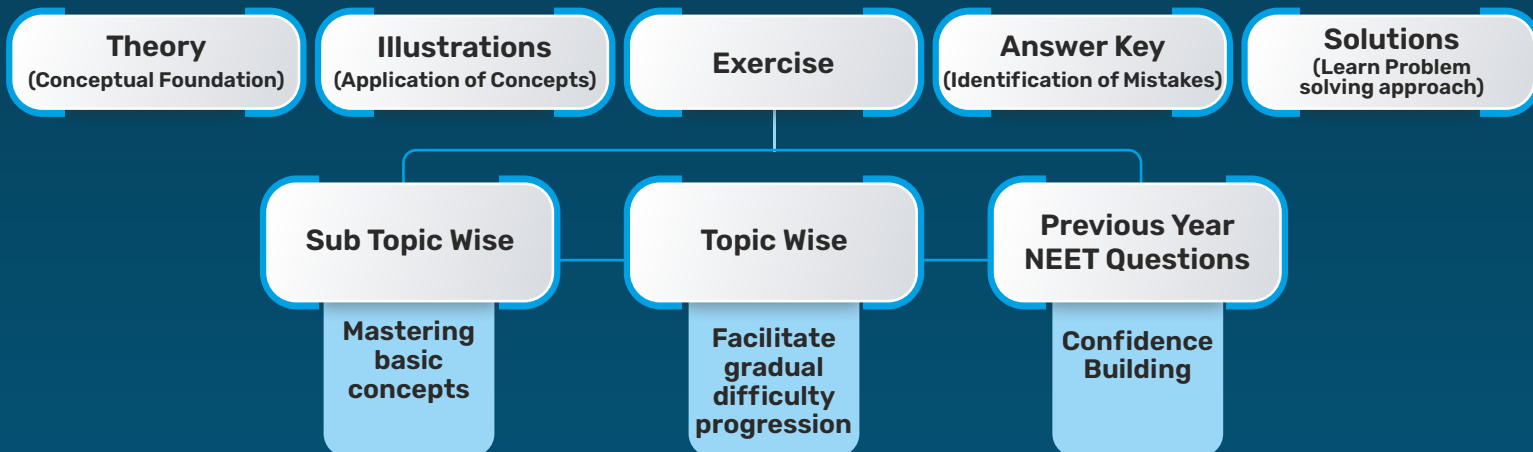 Theory
(Conceptual Foundation)
Illustrations
(Application of Concepts)
Exercise
Answer Key
(Identification of Mistakes)
Solutions
(Learn Problem
solving approach)
Sub Topic Wise
Topic Wise
Previous Year
NEET Questions
Mastering
basic
concepts
Facilitate
gradual
difficulty
progression
Confidence
Building